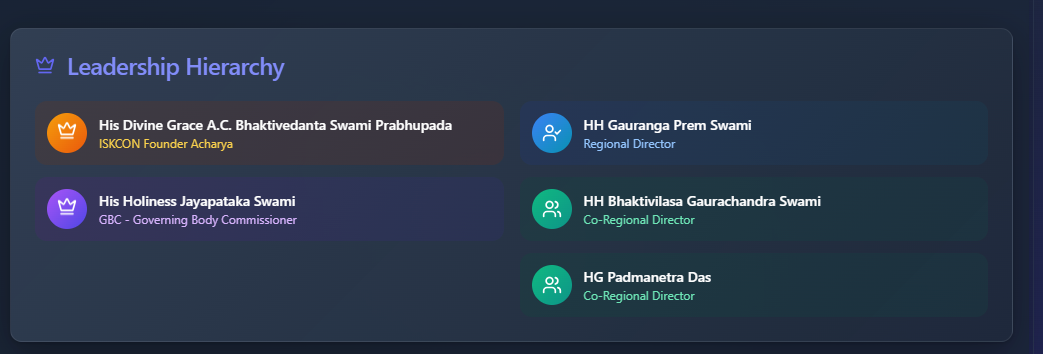 Leadership Hierarchy
His Divine Grace A.C. Bhaktivedanta Swami Prabhupada
ISKCON Founder Acharya
His Holiness Jayapataka Swami
GBC - Governing Body Commissioner
HH Gauranga Prem Swami
Regional Director
HH Bhaktivilasa Gaurachandra Swami
Co-Regional Director
HG Padmanetra Das
Co-Regional Director